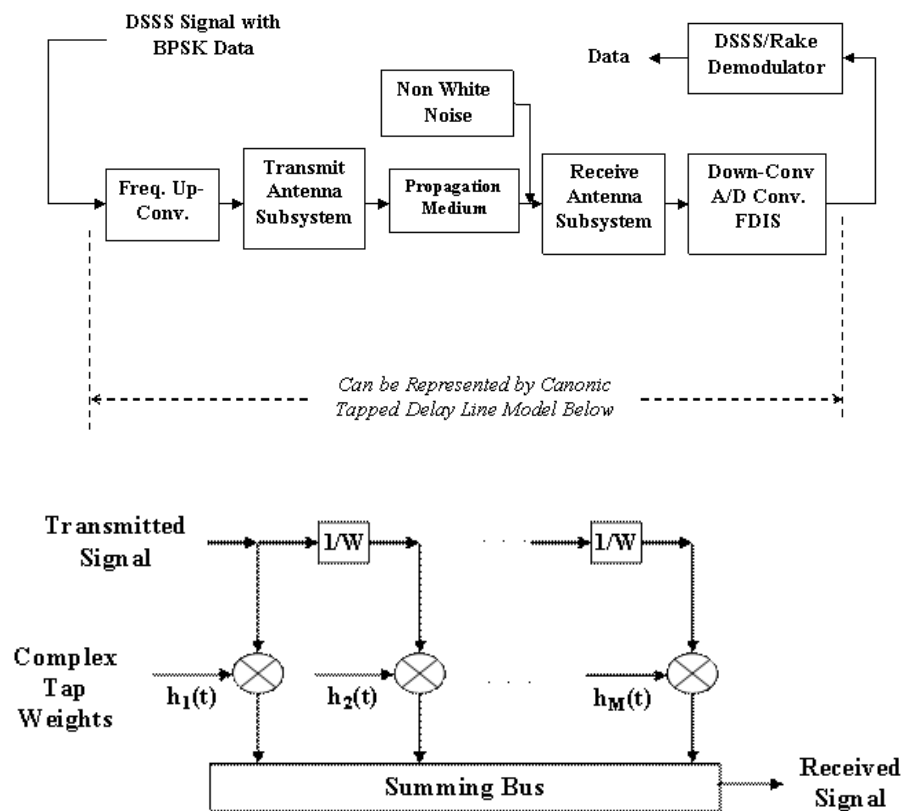 DSSS Signal with
BPSK Data
Data
DSSS/Rake
Demodulator
Non White
Noise
Freq. Up-
Conv.
Transmit
Antenna
Subsystem
Propagation
Medium
Receive
Antenna
Subsystem
Down-Conv
A/D Conv.
FDIS
Can be Represented by Canonic
Tapped Delay Line Model Below
Transmitted
Signal
1/W
. . .
1/W
Complex
Tap
Weights
h1(t)
h2(t)
. . .
hM(t)
Summing Bus
Received
Signal